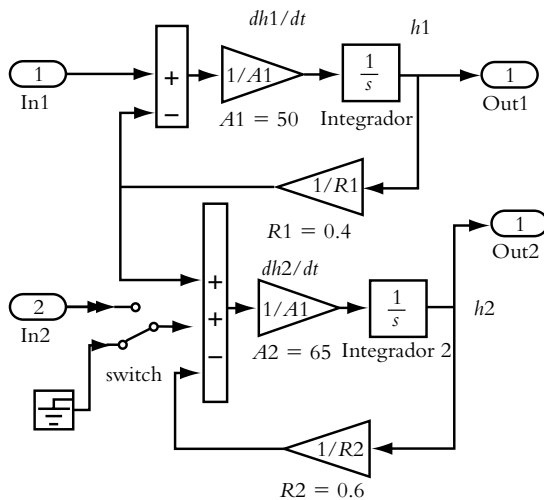 dh1/dt
h1
1
In1
+
−
1/A1
A1 = 50
1
s
Integrador
1
Out1
1/R1
R1 = 0.4
1
Out2
dh2/dt
2
In2
switch
+
+
−
1/A1
A2 = 65
1
s
Integrador 2
h2
1/R2
R2 = 0.6